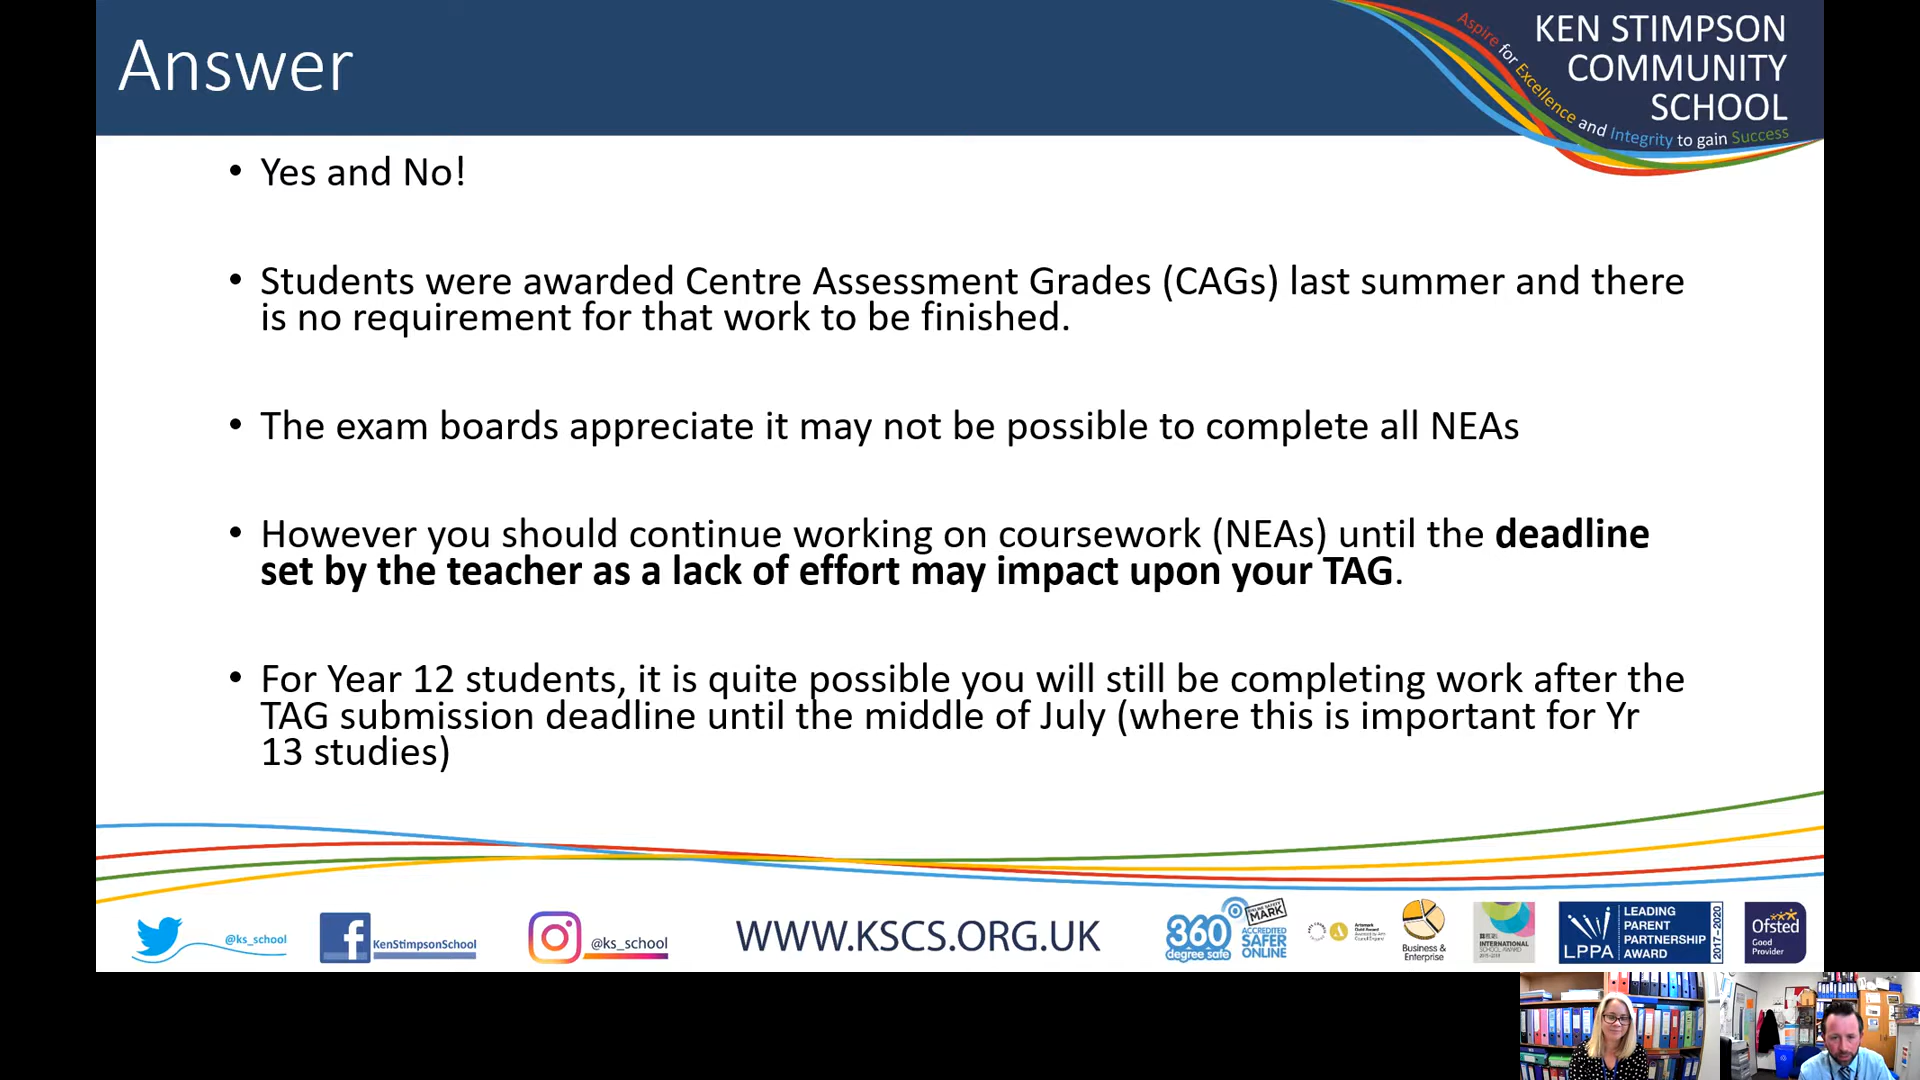 Answer
KEN STIMPSON
COMMUNITY
SCHOOL
Aspire for Excellence and Integrity to gain Success
• Yes and No!
• Students were awarded Centre Assessment Grades (CAGs) last summer and there
is no requirement for that work to be finished.
• The exam boards appreciate it may not be possible to complete all NEAs
• However you should continue working on coursework (NEAs) until the deadline
set by the teacher as a lack of effort may impact upon your TAG.
• For Year 12 students, it is quite possible you will still be completing work after the
TAG submission deadline until the middle of July (where this is important for Yr
13 studies)
@ks_school
KenStimpsonSchool
@ks_school
WWW.KSCS.ORG.UK
360
degree safe
ONLINE SAFETY
MARK
ACCREDITED
SAFER
ONLINE
Business &
Enterprise
INTERNATIONAL
LPPA
LEADING
PARENT
PARTNERSHIP
AWARD
2017-2020
Ofsted
Good
Provider